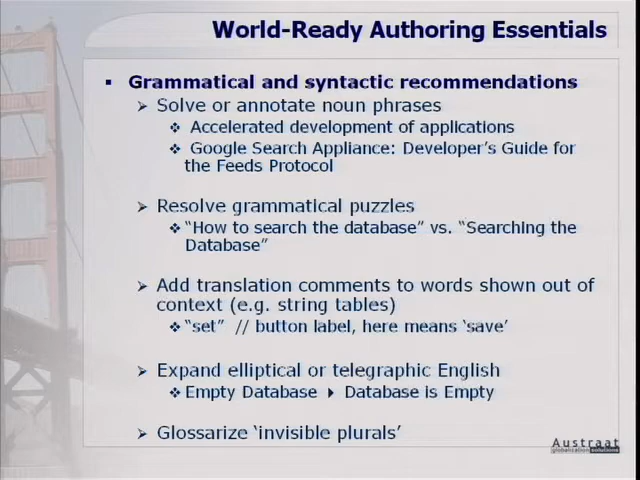 World-Ready Authoring Essentials
Grammatical and syntactic recommendations
Solve or annotate noun phrases
Accelerated development of applications
Google Search Appliance: Developer's Guide for
the Feeds Protocol
Resolve grammatical puzzles
"How to search the database" vs. "Searching the
Database"
Add translation comments to words shown out of
context (e.g. string tables)
"set" // button label, here means 'save'
Expand elliptical or telegraphic English
Empty Database ▸ Database is Empty
Glossarize 'invisible plurals'
Austraat
globalization solutions